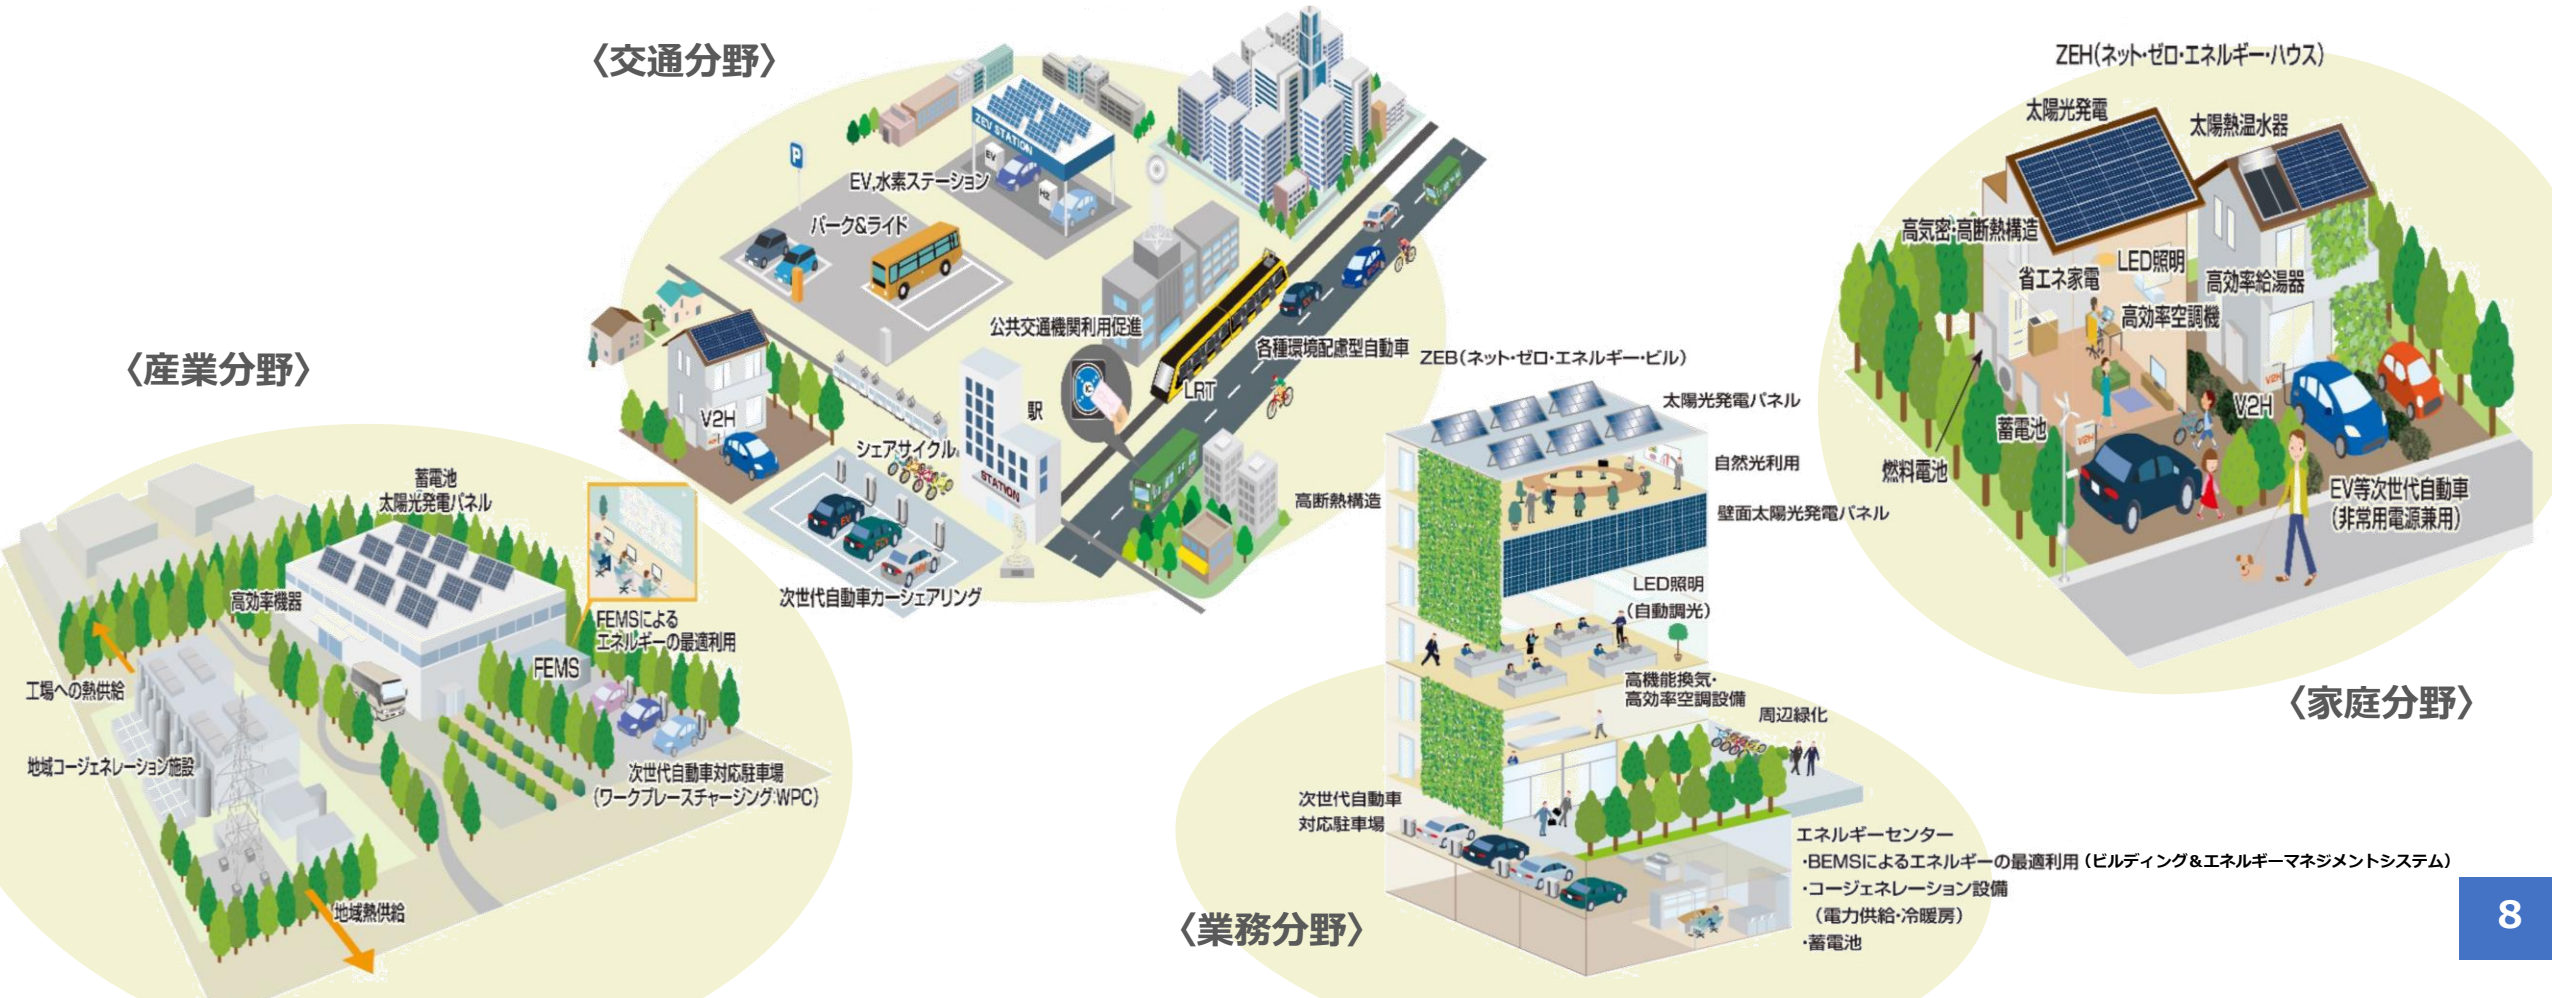 〈交通分野〉
ZEV STATION
EV
H2
P
EV,水素ステーション
パーク&ライド
公共交通機関利用促進
各種環境配慮型自動車
LRT
駅
STATION
V2H
シェアサイクル
EV
次世代自動車カーシェアリング
〈産業分野〉
蓄電池
太陽光発電パネル
高効率機器
FEMSによる
エネルギーの最適利用
FEMS
工場への熱供給
地域コージェネレーション施設
次世代自動車対応駐車場
(ワークプレースチャージング:WPC)
地域熱供給
ZEB(ネット・ゼロ・エネルギー・ビル)
太陽光発電パネル
自然光利用
高断熱構造
壁面太陽光発電パネル
LED照明
(自動調光)
高機能換気・
高効率空調設備
周辺緑化
次世代自動車
対応駐車場
エネルギーセンター
・BEMSによるエネルギーの最適利用(ビルディング&エネルギーマネジメントシステム)
・コージェネレーション設備
(電力供給・冷暖房)
・蓄電池
〈業務分野〉
ZEH(ネット・ゼロ・エネルギー・ハウス)
太陽光発電
太陽熱温水器
高気密・高断熱構造
LED照明
省エネ家電
高効率給湯器
高効率空調機
V2H
V2H
蓄電池
V2H
燃料電池
EV等次世代自動車
(非常用電源兼用)
〈家庭分野〉
8